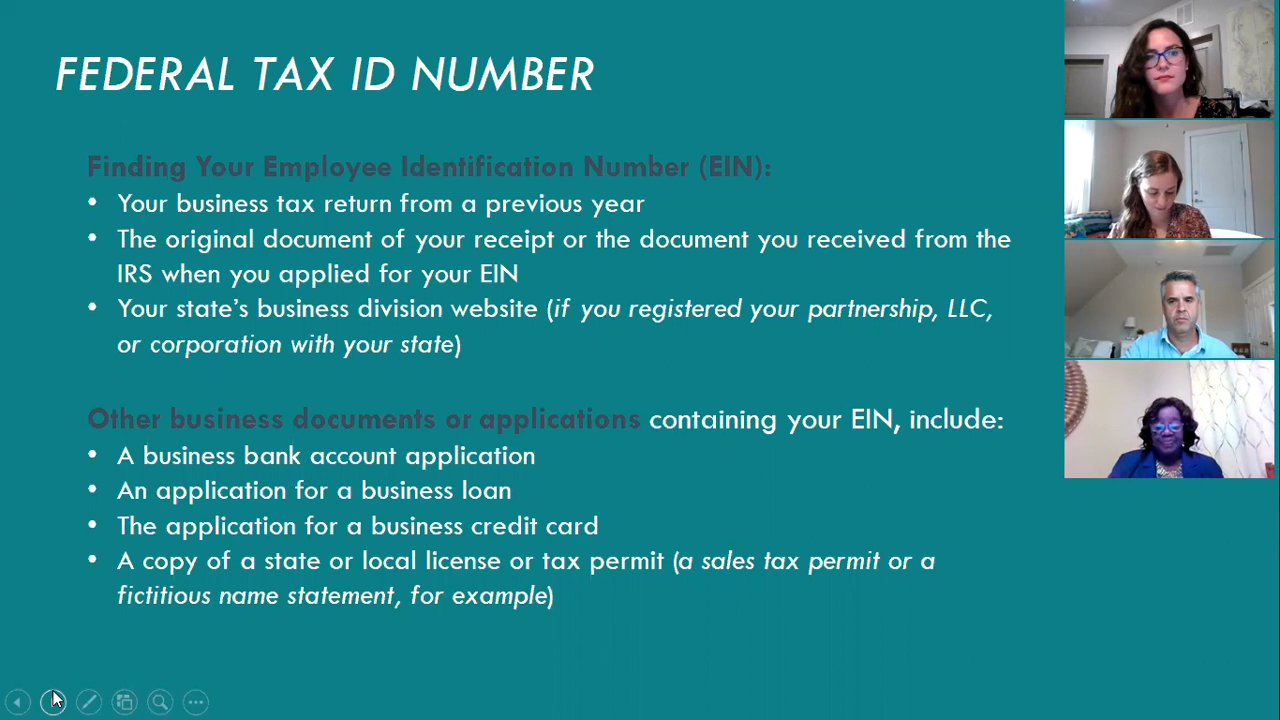 FEDERAL TAX ID NUMBER
Finding Your Employee Identification Number (EIN):
• Your business tax return from a previous year
• The original document of your receipt or the document you received from the
IRS when you applied for your EIN
• Your state’s business division website (if you registered your partnership, LLC,
or corporation with your state)
Other business documents or applications containing your EIN, include:
• A business bank account application
• An application for a business loan
• The application for a business credit card
• A copy of a state or local license or tax permit (a sales tax permit or a
fictitious name statement, for example)